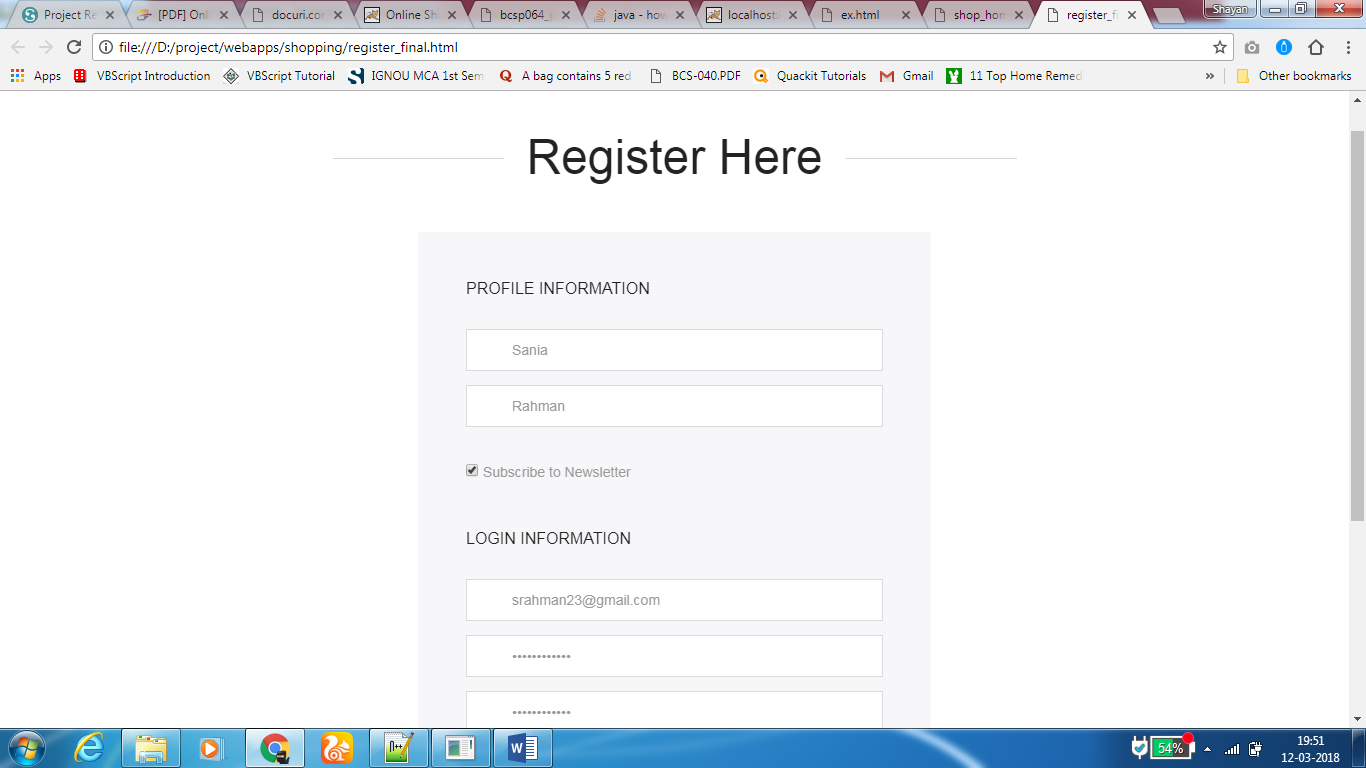 Project Re
[PDF] Onli
docuri.com
Online Sh
bcsp064_
java - how
localhost:
ex.html
shop_hom
register_fi
Shayan
file:///D:/project/webapps/shopping/register_final.html
Apps
VBScript Introduction
VBScript Tutorial
IGNOU MCA 1st Sem
A bag contains 5 red
BCS-040.PDF
Quackit Tutorials
Gmail
11 Top Home Remed
»
Other bookmarks
Register Here
PROFILE INFORMATION
Sania
Rahman
Subscribe to Newsletter
LOGIN INFORMATION
srahman23@gmail.com
••••••••••••
••••••••••••
54%
19:51
12-03-2018